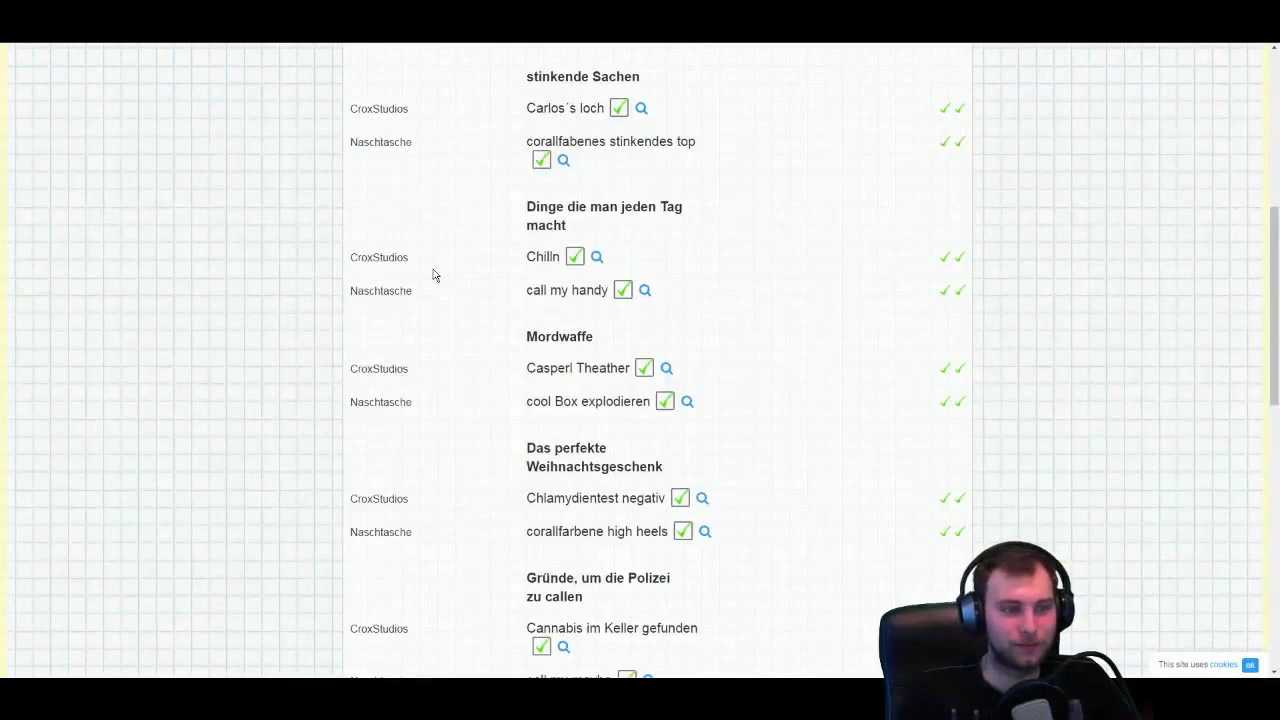 stinkende Sachen
CroxStudios Carlos´s loch
Naschtasche corallfabenes stinkendes top
Dinge die man jeden Tag
macht
CroxStudios Chilln
Naschtasche call my handy
Mordwaffe
CroxStudios Casperl Theather
Naschtasche cool Box explodieren
Das perfekte
Weihnachtsgeschenk
CroxStudios Chlamydientest negativ
Naschtasche corallfarbene high heels
Gründe, um die Polizei
zu callen
CroxStudios Cannabis im Keller gefunden
This site uses cookies ok